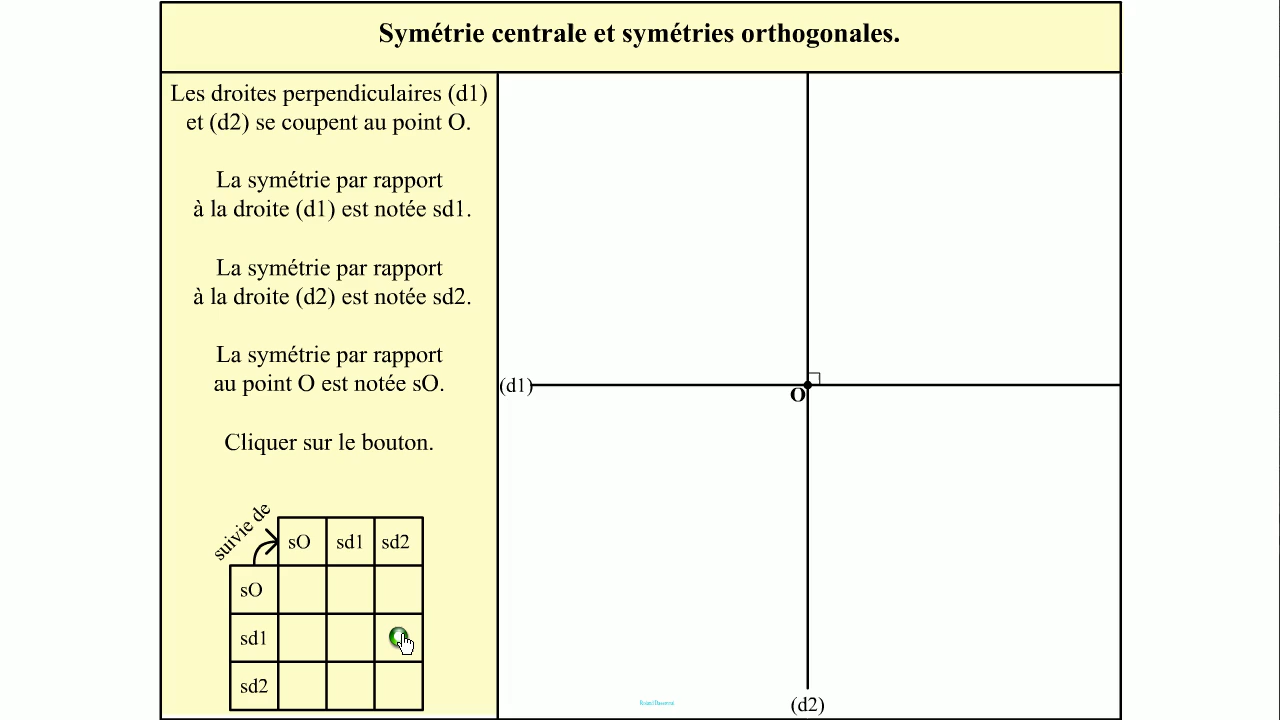 Symétrie centrale et symétries orthogonales.
Les droites perpendiculaires (d1)
et (d2) se coupent au point O.
La symétrie par rapport
à la droite (d1) est notée sd1.
La symétrie par rapport
à la droite (d2) est notée sd2.
La symétrie par rapport
au point O est notée sO.
Cliquer sur le bouton.
suivie de
sO sd1 sd2
sO
sd1
sd2
(d1)
O
(d2)